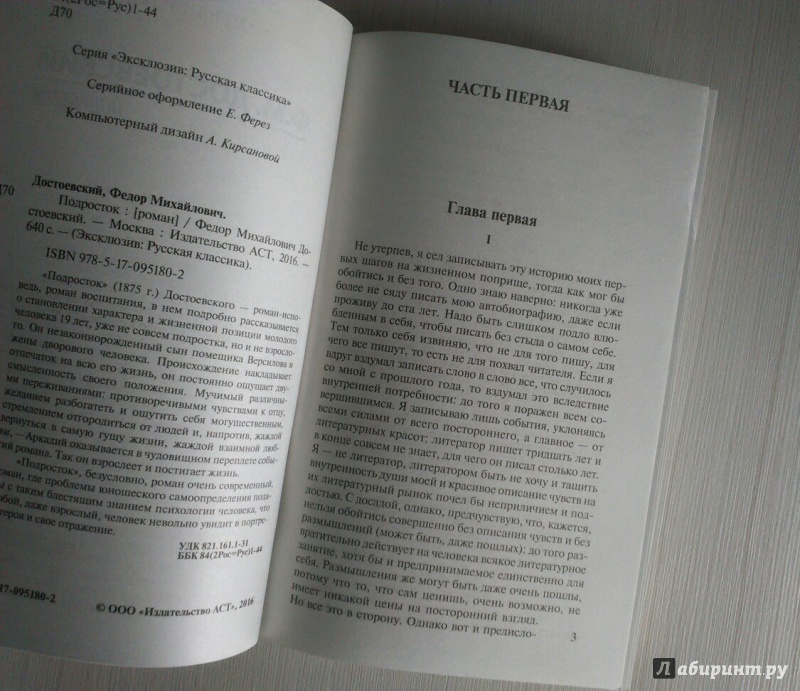 2(2Рос=Рус)1-44
Д70
Серия «Эксклюзив: Русская классика»
Серийное оформление Е. Ферез
Компьютерный дизайн А. Кирсановой
Достоевский, Федор Михайлович.
Д70
Подросток : [роман] / Федор Михайлович До-
стоевский. — Москва : Издательство АСТ, 2016. —
640 с. — (Эксклюзив: Русская классика).
ISBN 978-5-17-095180-2
«Подросток» (1875 г.) Достоевского — роман-испо-
ведь, роман воспитания, в нем подробно рассказывается
о становлении характера и жизненной позиции молодого
человека 19 лет, уже не совсем подростка, но и не взросло-
го. Он незаконнорожденный сын помещика Версилова и
жены дворового человека. Происхождение накладывает
отпечаток на всю его жизнь, он постоянно ощущает дву-
смысленность своего положения. Мучимый различны-
ми переживаниями: противоречивыми чувствами к отцу,
желанием разбогатеть и ощутить себя могущественным,
стремлением отгородиться от людей и, напротив, жаждой
вернуться в самую гущу жизни, жаждой взаимной люб-
ви, — Аркадий оказывается в чудовищном переплете собы-
тий романа. Так он взрослеет и постигает жизнь.
«Подросток», безусловно, роман очень современный,
роман, где проблемы юношеского самоопределения пода-
ны с таким блестящим знанием психологии человека, что
любой, даже взрослый, человек невольно увидит в портре-
те героя и свое отражение.
УДК 821.161.1-31
ББК 84(2Рос=Рус)1-44
17-095180-2
© ООО «Издательство АСТ», 2016
ЧАСТЬ ПЕРВАЯ
Глава первая
I
Не утерпев, я сел записывать эту историю моих пер-
вых шагов на жизненном поприще, тогда как мог бы
обойтись и без того. Одно знаю наверно: никогда уже
более не сяду писать мою автобиографию, даже если
проживу до ста лет. Надо быть слишком подло влю-
бленным в себя, чтобы писать без стыда о самом себе.
Тем только себя извиняю, что не для того пишу, для
чего все пишут, то есть не для похвал читателя. Если я
вдруг вздумал записать слово в слово все, что случилось
со мной с прошлого года, то вздумал это вследствие
внутренней потребности: до того я поражен всем со-
вершившимся. Я записываю лишь события, уклоняясь
всеми силами от всего постороннего, а главное — от
литературных красот; литератор пишет тридцать лет и
в конце совсем не знает, для чего он писал столько лет.
Я — не литератор, литератором быть не хочу и тащить
внутренность души моей и красивое описание чувств на
их литературный рынок почел бы неприличием и под-
лостью. С досадой, однако, предчувствую, что, кажется,
нельзя обойтись совершенно без описания чувств и без
размышлений (может быть, даже пошлых): до того раз-
вратительно действует на человека всякое литературное
занятие, хотя бы и предпринимаемое единственно для
себя. Размышления же могут быть даже очень пошлы,
потому что то, что сам ценишь, очень возможно, не
имеет никакой цены на посторонний взгляд.
Но все это в сторону. Однако вот и предисло-
3
Лабиринт.ру